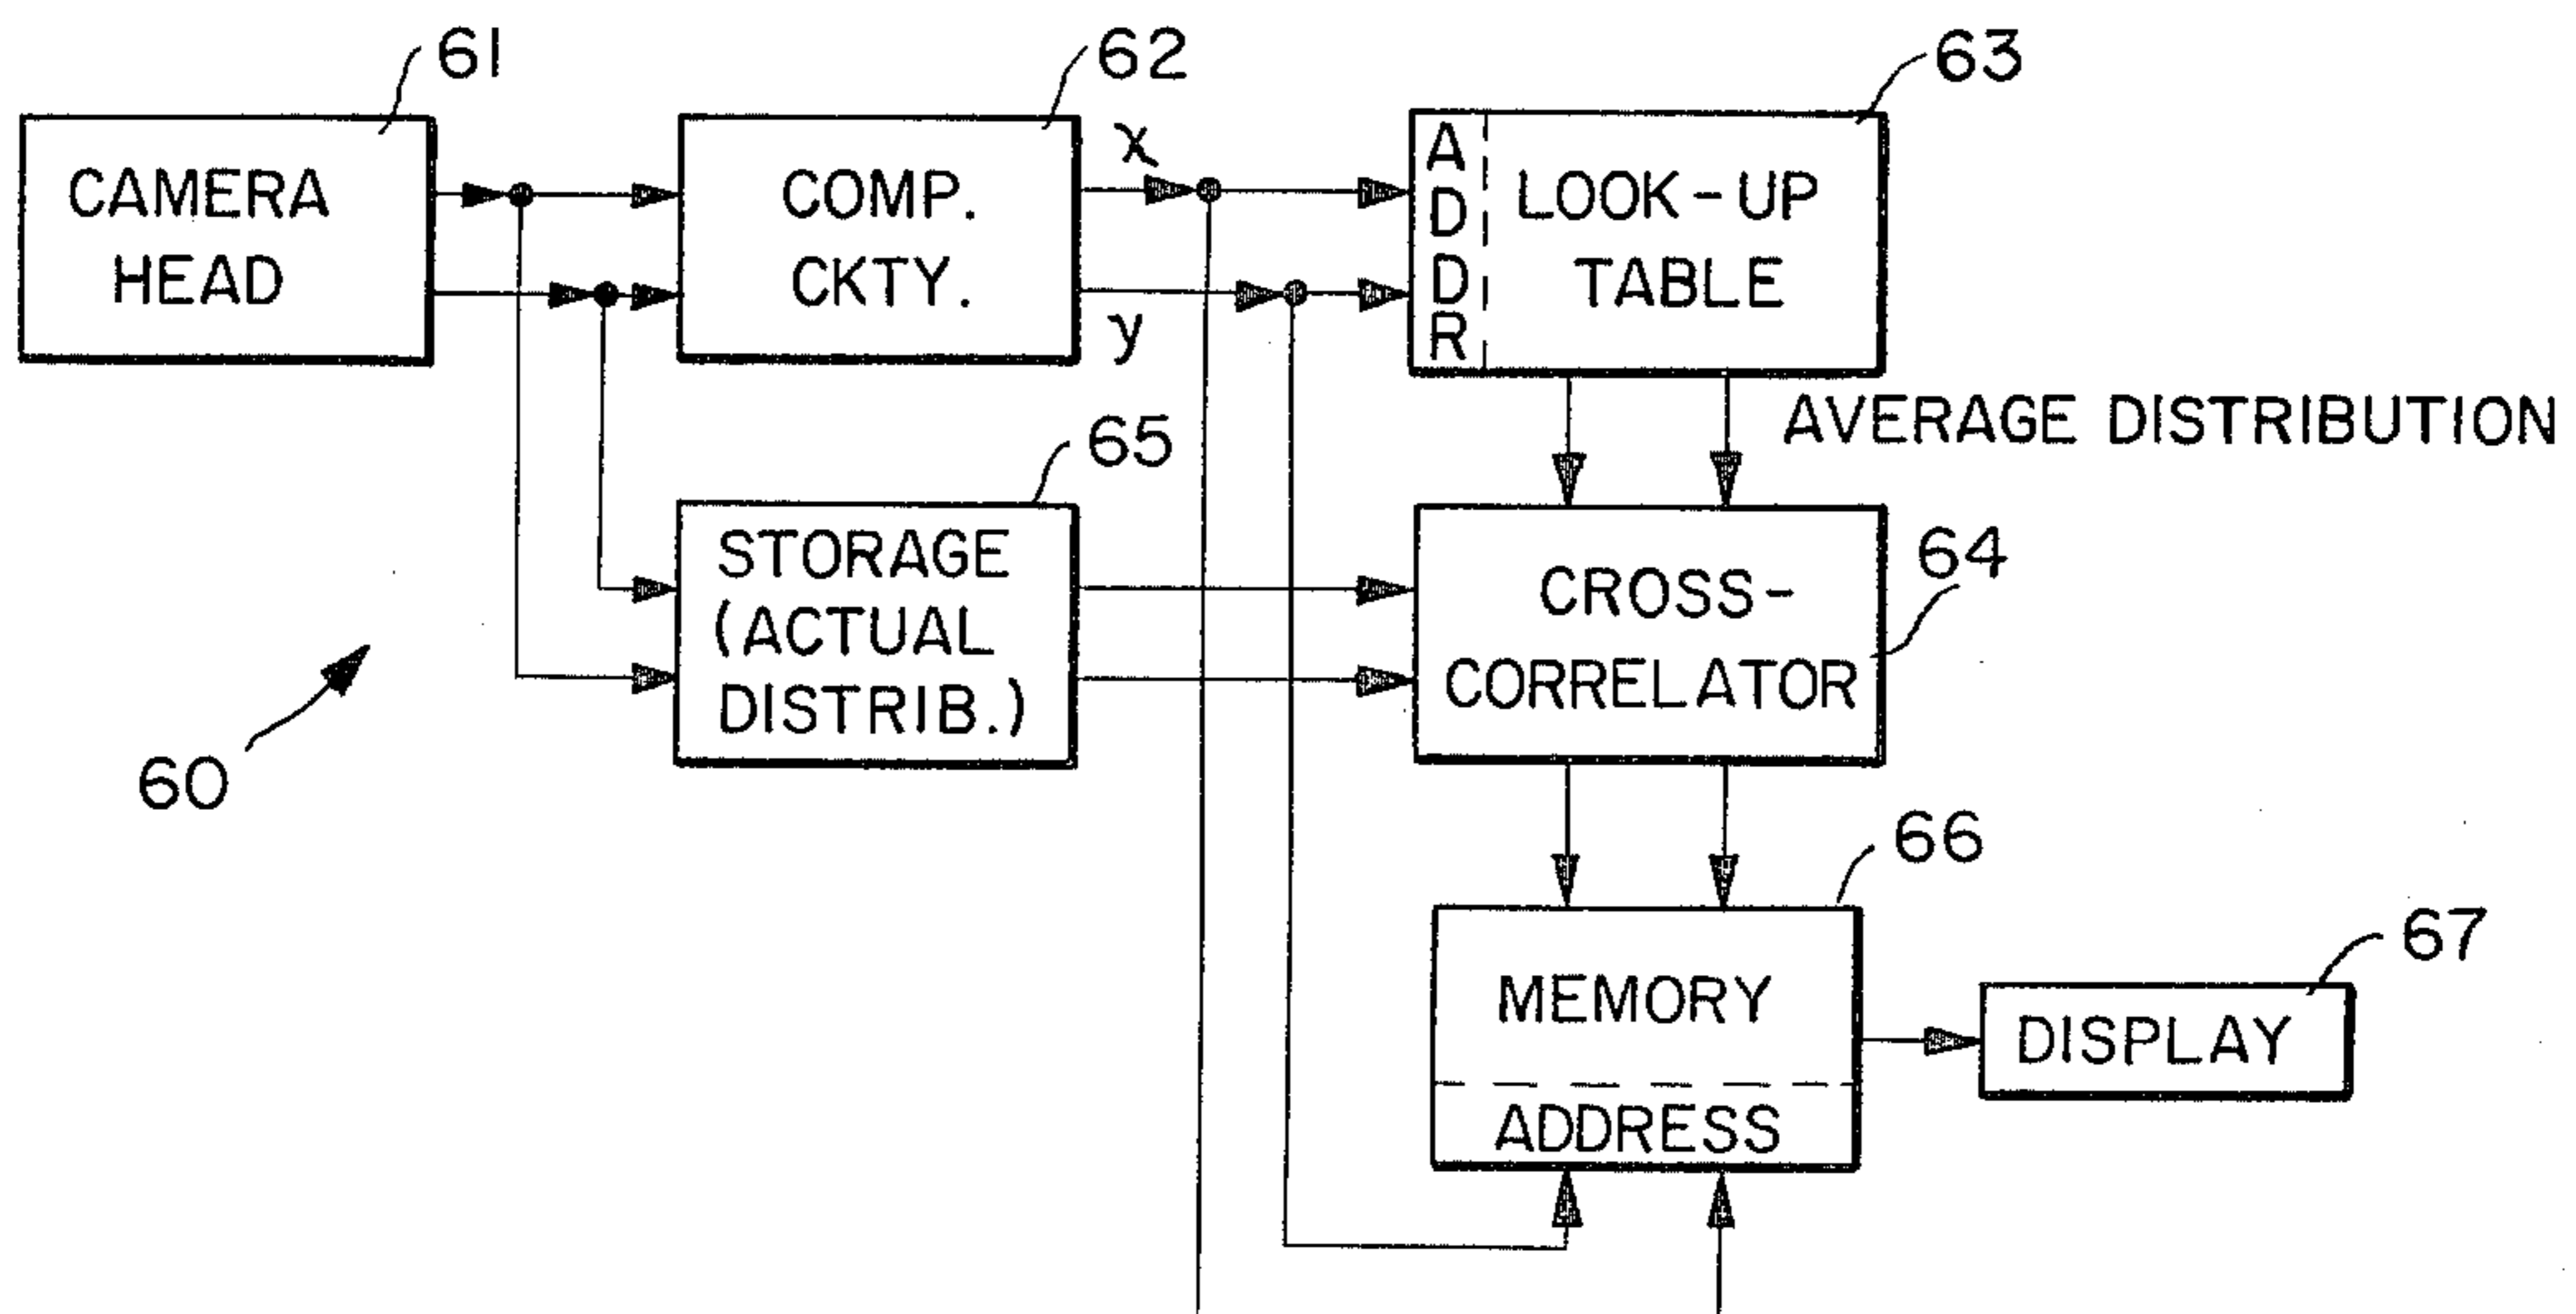 61
62
63
CAMERA
HEAD
COMP.
CKTY.
x
y
ADDR
LOOK-UP
TABLE
AVERAGE DISTRIBUTION
65
STORAGE
(ACTUAL
DISTRIB.)
64
CROSS-
CORRELATOR
60
66
MEMORY
ADDRESS
67
DISPLAY